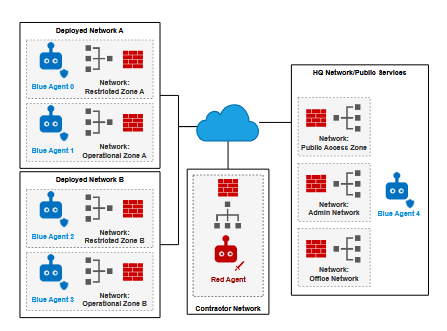 Deployed Network A
Blue Agent 0
Network:
Restricted Zone A
Blue Agent 1
Network:
Operational Zone A
Deployed Network B
Blue Agent 2
Network:
Restricted Zone B
Blue Agent 3
Network:
Operational Zone B
Red Agent
Contractor Network
HQ Network/Public Services
Network:
Public Access Zone
Network:
Admin Network
Blue Agent 4
Network:
Office Network